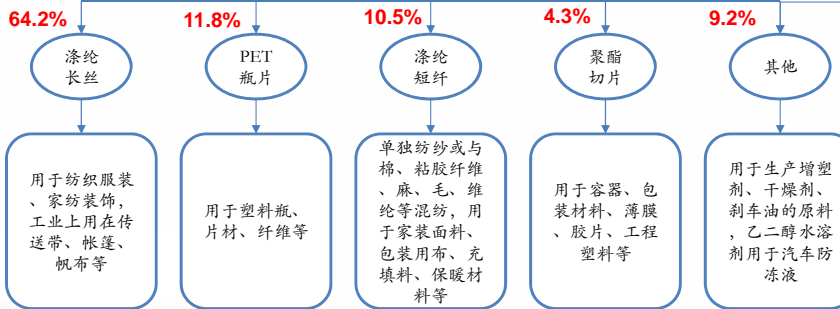 64.2%
11.8%
10.5%
4.3%
9.2%
涤纶
长丝
PET
瓶片
涤纶
短纤
聚酯
切片
其他
用于纺织服装
、家纺装饰，
工业上用在传
送带、帐篷、
帆布等
用于塑料瓶、
片材、纤维等
单独纺纱或与
棉、粘胶纤维
、麻、毛、维
纶等混纺，用
于家装面料、
包装用布、充
填料、保暖材
料等
用于容器、包
装材料、薄膜
、胶片、工程
塑料等
用于生产增塑
剂、干燥剂、
刹车油的原料
，乙二醇水溶
剂用于汽车防
冻液